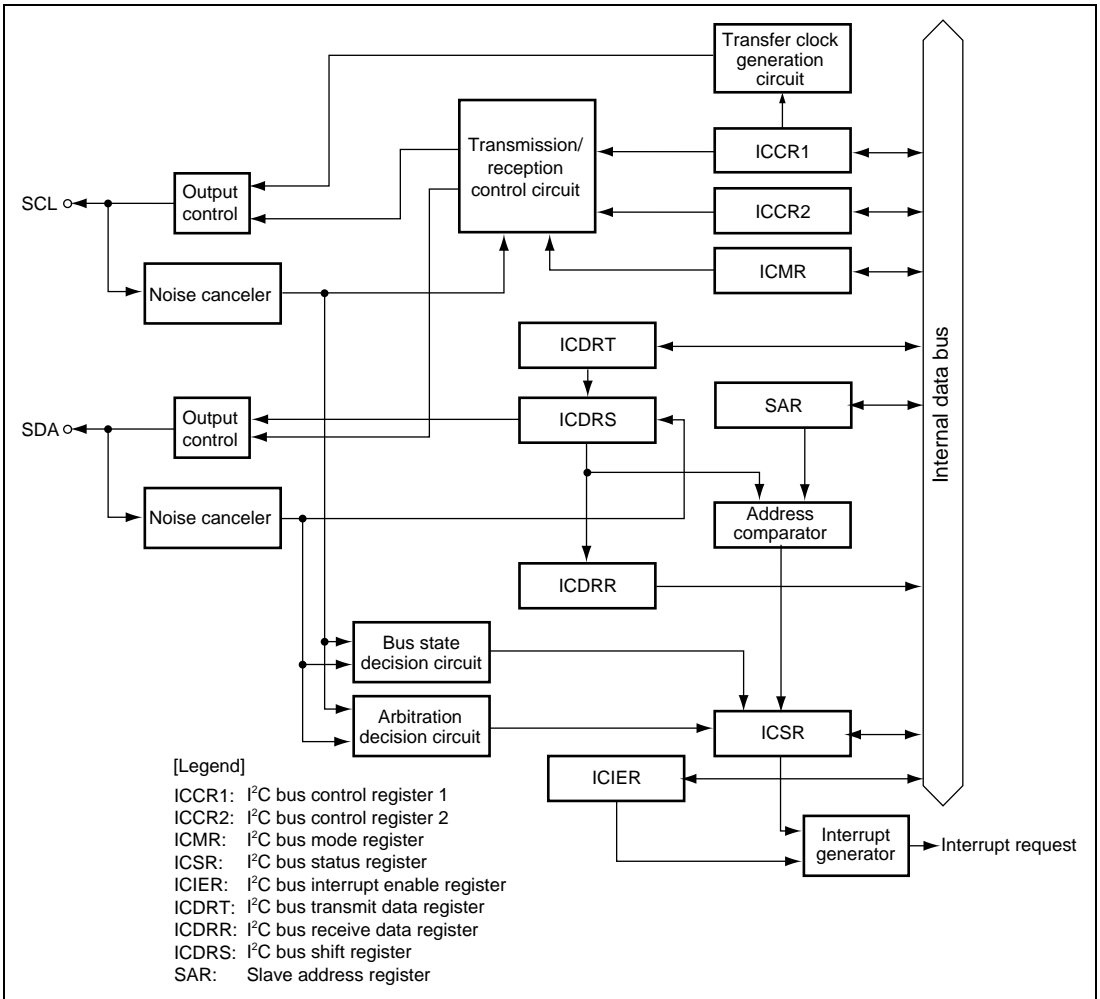 Transfer clock
generation
circuit
Transmission/
reception
control circuit
ICCR1
SCL
Output
control
ICCR2
ICMR
Noise canceler
ICDRT
Internal data bus
SAR
SDA
Output
control
ICDRS
Noise canceler
Address
comparator
ICDRR
Bus state
decision circuit
Arbitration
decision circuit
ICSR
ICIER
Interrupt
generator
Interrupt request
[Legend]
ICCR1: I²C bus control register 1
ICCR2: I²C bus control register 2
ICMR: I²C bus mode register
ICSR: I²C bus status register
ICIER: I²C bus interrupt enable register
ICDRT: I²C bus transmit data register
ICDRR: I²C bus receive data register
ICDRS: I²C bus shift register
SAR: Slave address register